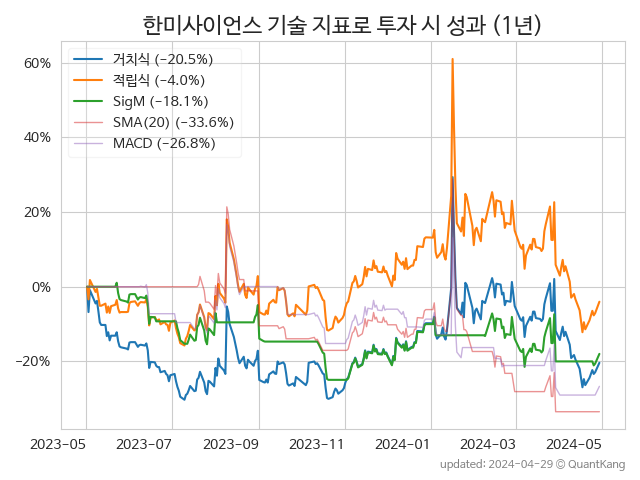 한미사이언스 기술 지표로 투자 시 성과 (1년)
60%
40%
20%
0%
−20%
거치식 (−20.5%)
적립식 (−4.0%)
SigM (−18.1%)
SMA(20) (−33.6%)
MACD (−26.8%)
2023-05
2023-07
2023-09
2023-11
2024-01
2024-03
2024-05
updated: 2024-04-29 © QuantKang